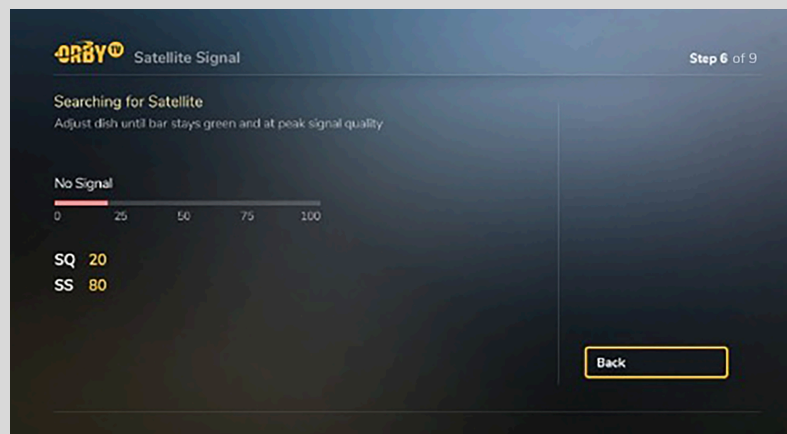 ORBY TV Satellite Signal
Step 6 of 9
Searching for Satellite
Adjust dish until bar stays green and at peak signal quality
No Signal
0 25 50 75 100
SQ 20
SS 80
Back